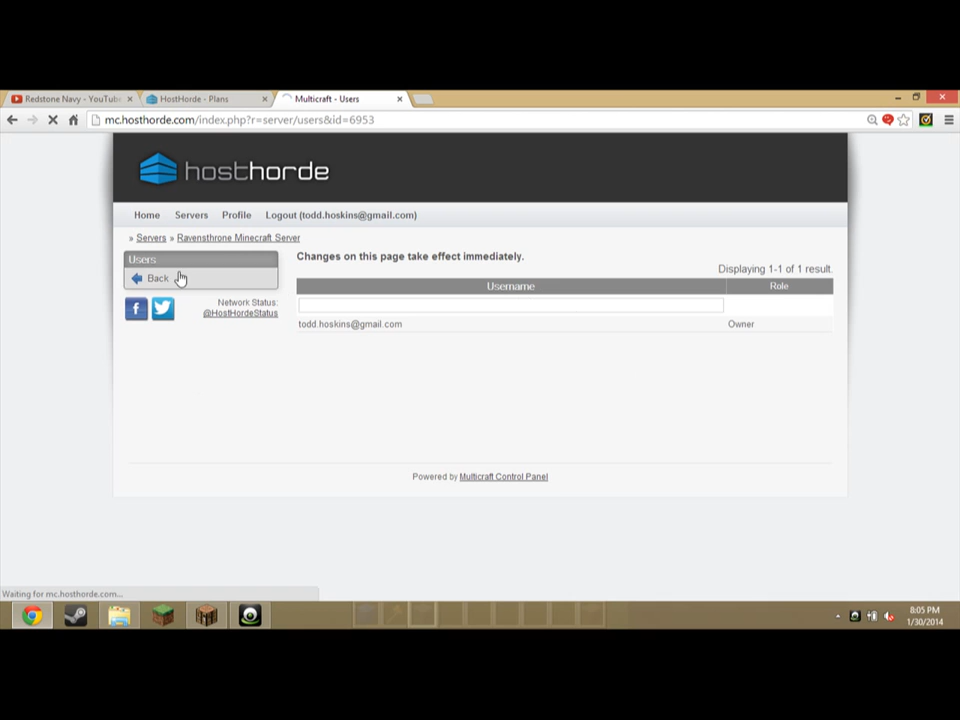 Redstone Navy - YouTube
HostHorde - Plans
Multicraft - Users
mc.hosthorde.com/index.php?r=server/users&id=6953
hosthorde
Home Servers Profile Logout (todd.hoskins@gmail.com)
» Servers » Ravensthrone Minecraft Server
Users
Back
Network Status:
@HostHordeStatus
Changes on this page take effect immediately.
Displaying 1-1 of 1 result.
Username Role
todd.hoskins@gmail.com Owner
Powered by Multicraft Control Panel
Waiting for mc.hosthorde.com...
8:05 PM
1/30/2014